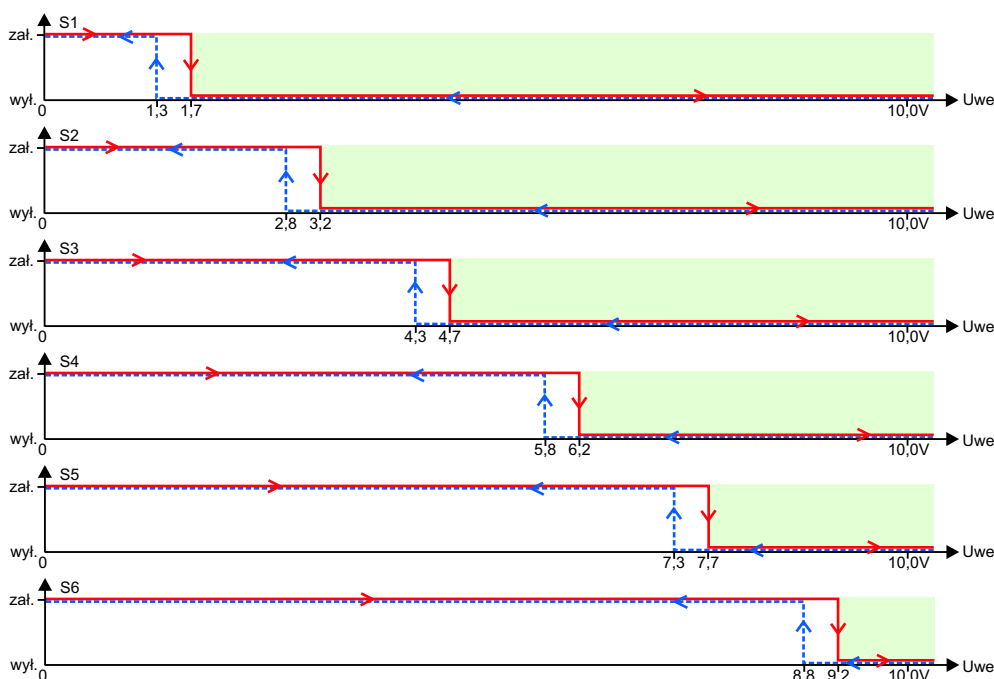 S1
zał.
wył.
0
1,3
1,7
10,0V
Uwe
S2
zał.
wył.
0
2,8
3,2
10,0V
Uwe
S3
zał.
wył.
0
4,3
4,7
10,0V
Uwe
S4
zał.
wył.
0
5,8
6,2
10,0V
Uwe
S5
zał.
wył.
0
7,3
7,7
10,0V
Uwe
S6
zał.
wył.
0
8,8
9,2
10,0V
Uwe